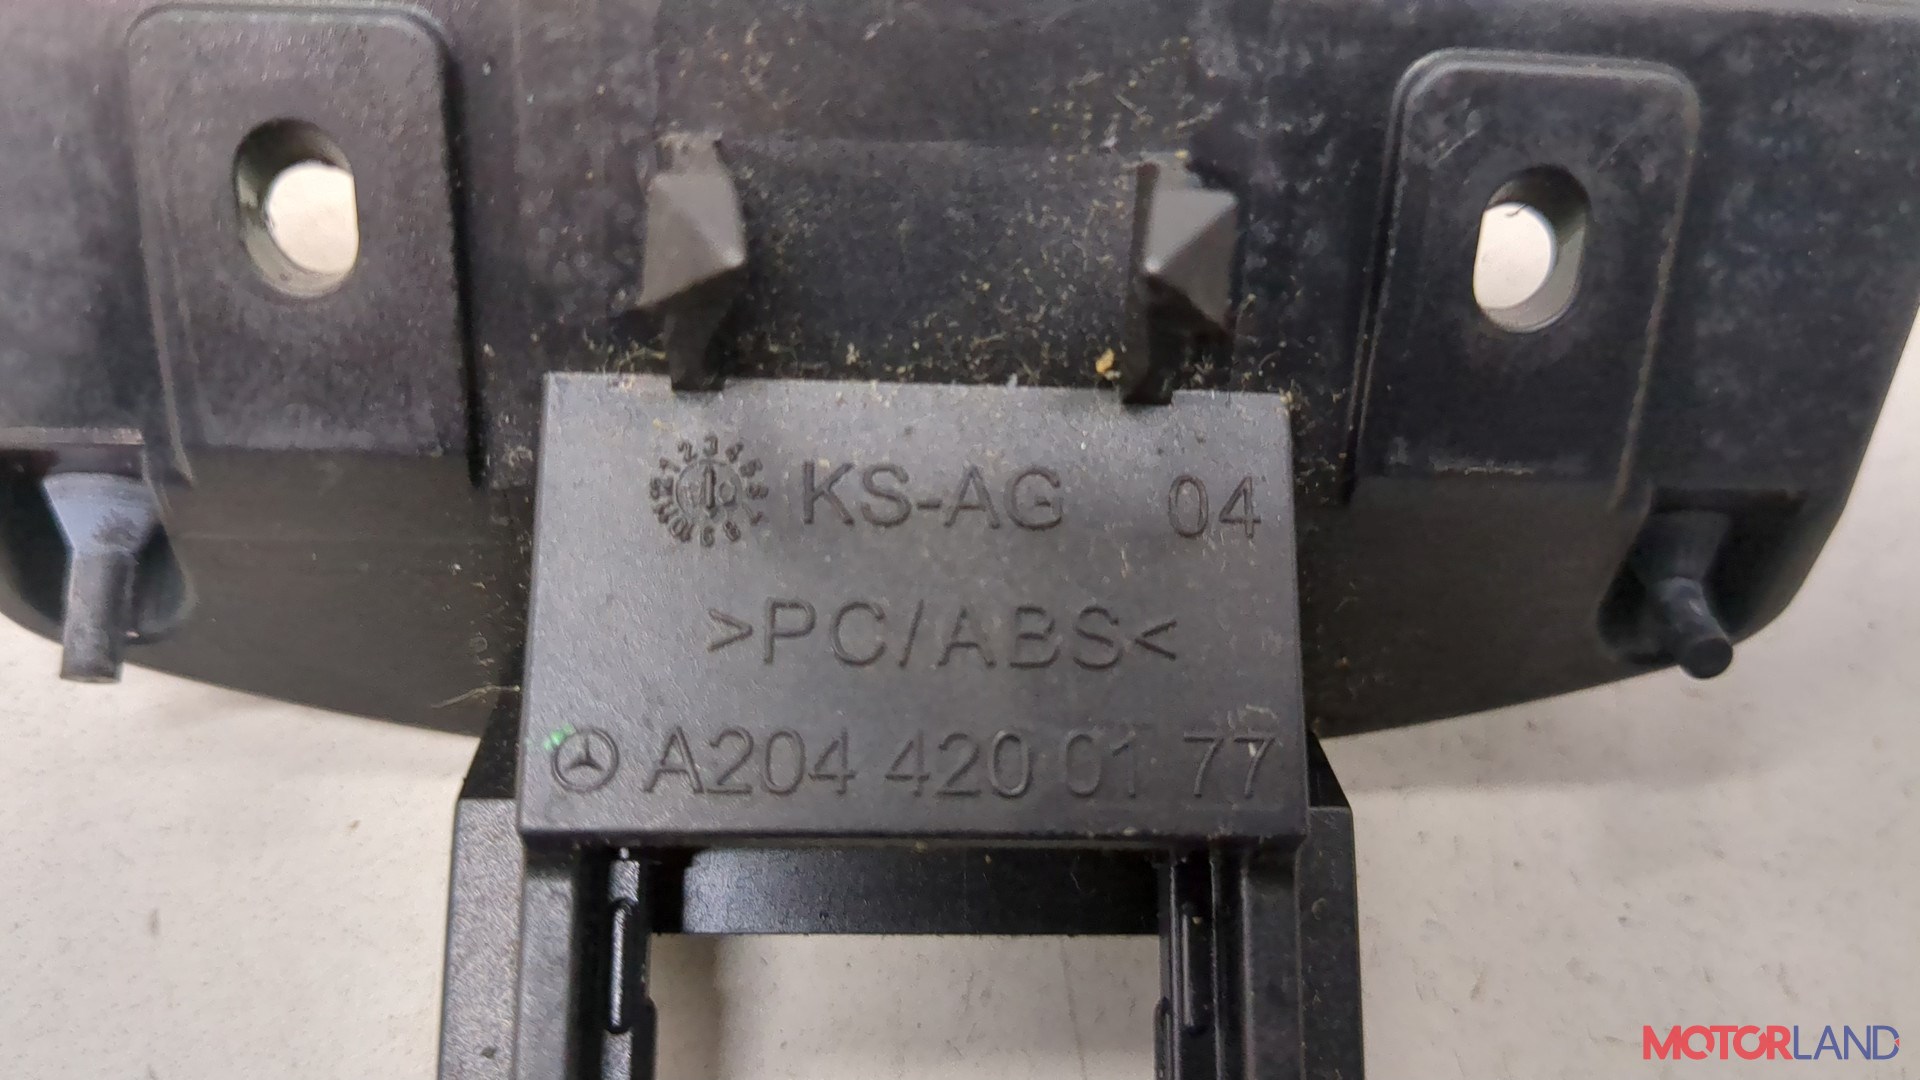 KS-AG 04
>PC/ABS<
A204 420 01 77
MOTORLAND